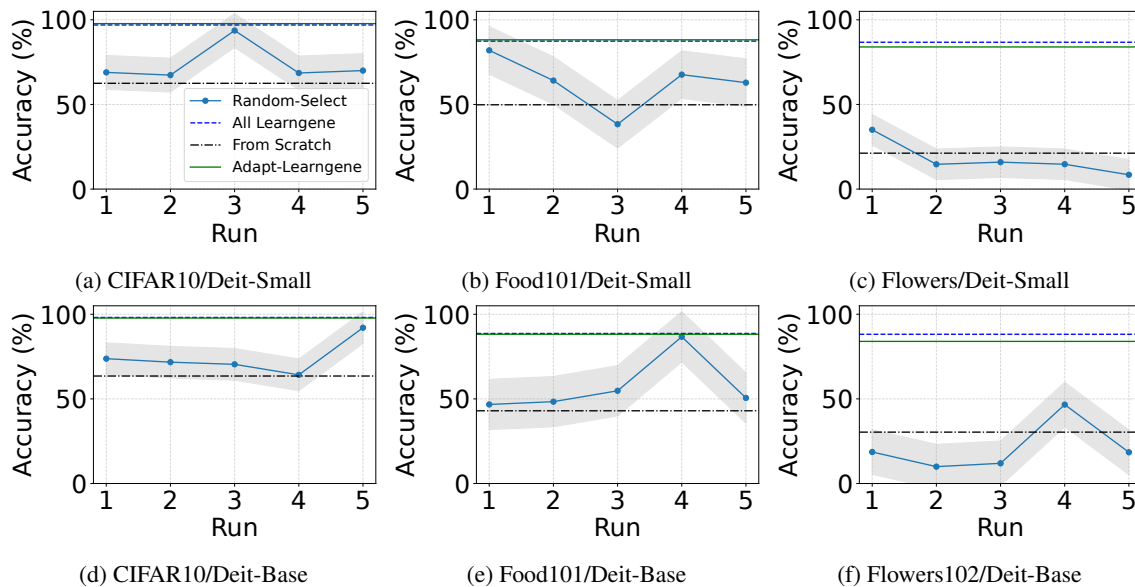 Accuracy (%)
100
50
0
1 2 3 4 5
Run
Random-Select
All Learngene
From Scratch
Adapt-Learngene
(a) CIFAR10/Deit-Small
Accuracy (%)
100
50
0
1 2 3 4 5
Run
(b) Food101/Deit-Small
Accuracy (%)
100
50
0
1 2 3 4 5
Run
(c) Flowers/Deit-Small
Accuracy (%)
100
50
0
1 2 3 4 5
Run
(d) CIFAR10/Deit-Base
Accuracy (%)
100
50
0
1 2 3 4 5
Run
(e) Food101/Deit-Base
Accuracy (%)
100
50
0
1 2 3 4 5
Run
(f) Flowers102/Deit-Base